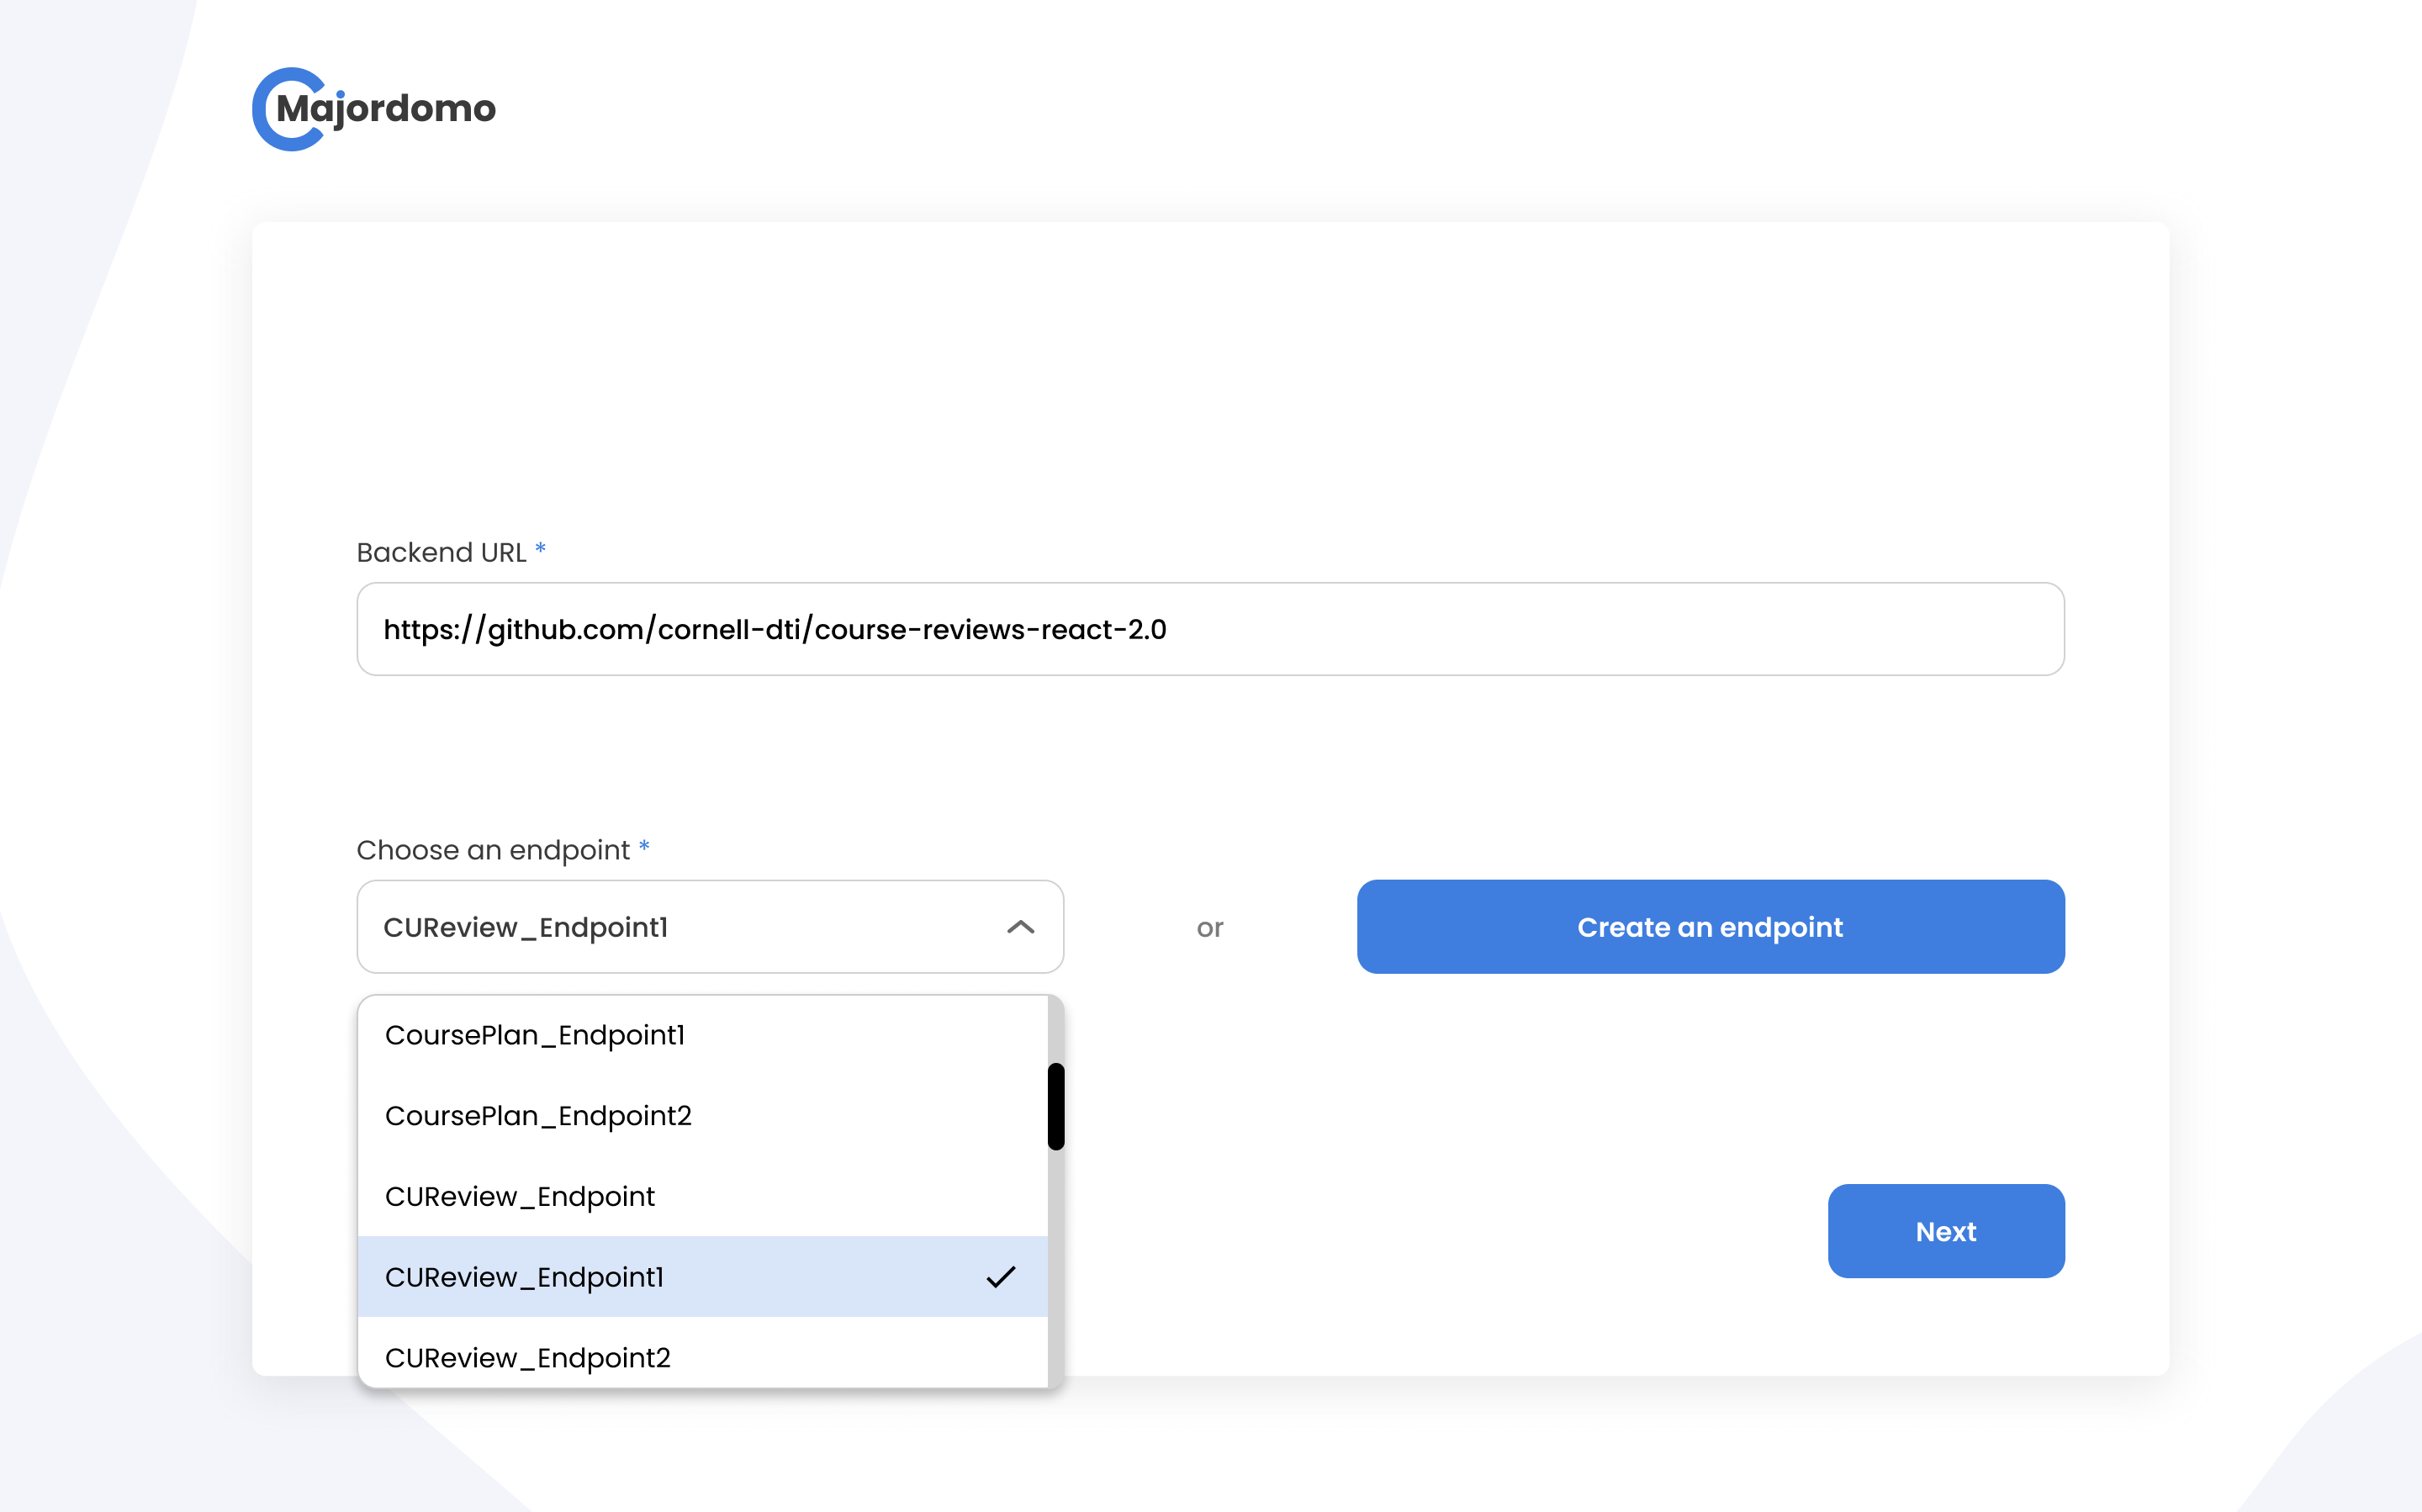 Majordomo
Backend URL *
https://github.com/cornell-dti/course-reviews-react-2.0
Choose an endpoint *
CUReview_Endpoint1
or
Create an endpoint
CoursePlan_Endpoint1
CoursePlan_Endpoint2
CUReview_Endpoint
CUReview_Endpoint1
CUReview_Endpoint2
Next